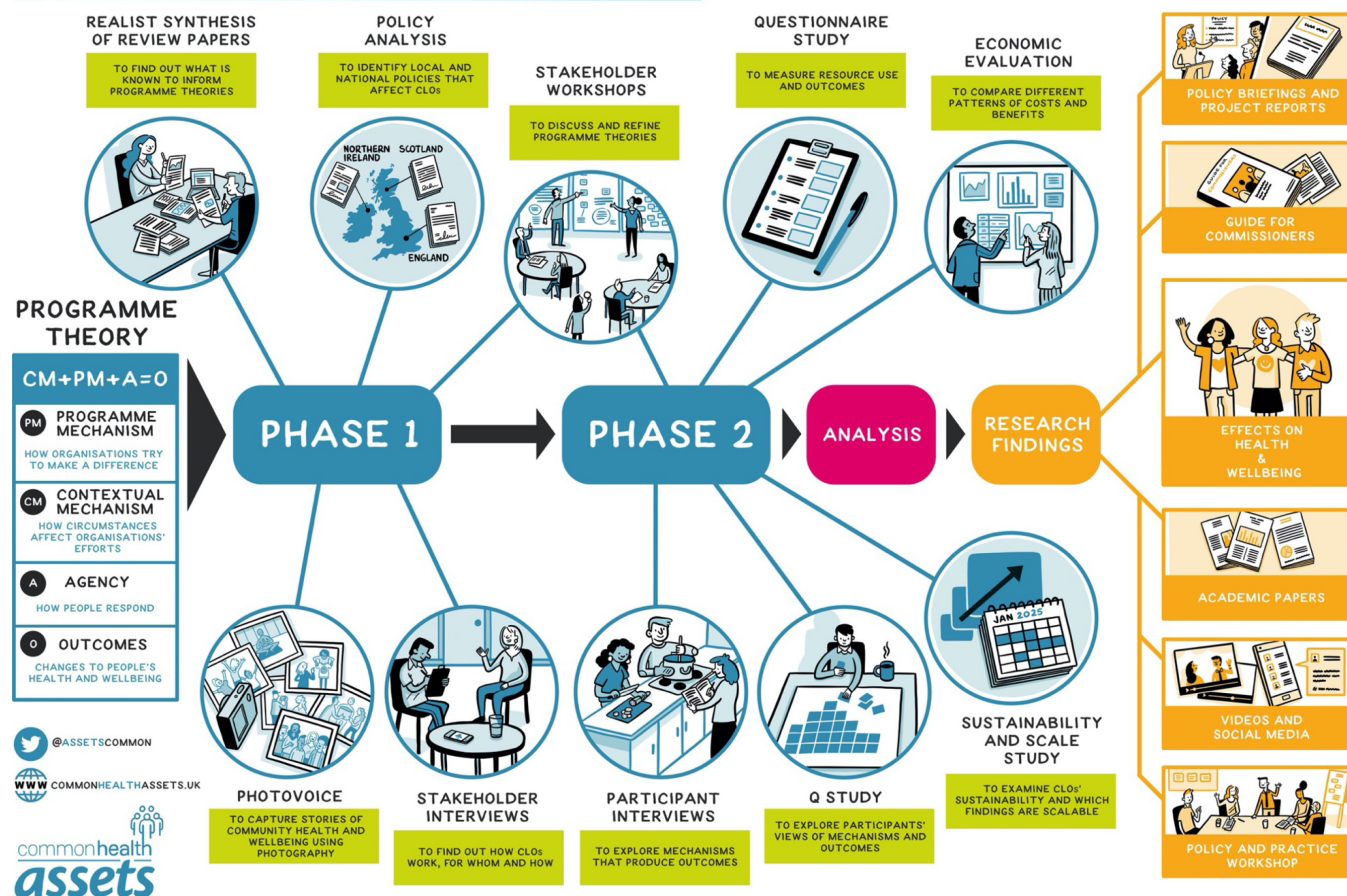 REALIST SYNTHESIS
OF REVIEW PAPERS
TO FIND OUT WHAT IS
KNOWN TO INFORM
PROGRAMME THEORIES
POLICY
ANALYSIS
TO IDENTIFY LOCAL AND
NATIONAL POLICIES THAT
AFFECT CLOs
NORTHERN
IRELAND
SCOTLAND
ENGLAND
STAKEHOLDER
WORKSHOPS
TO DISCUSS AND REFINE
PROGRAMME THEORIES
QUESTIONNAIRE
STUDY
TO MEASURE RESOURCE USE
AND OUTCOMES
ECONOMIC
EVALUATION
TO COMPARE DIFFERENT
PATTERNS OF COSTS AND
BENEFITS
PROGRAMME
THEORY
CM+PM+A=O
PM PROGRAMME
MECHANISM
HOW ORGANISATIONS TRY
TO MAKE A DIFFERENCE
CM CONTEXTUAL
MECHANISM
HOW CIRCUMSTANCES
AFFECT ORGANISATIONS'
EFFORTS
A AGENCY
HOW PEOPLE RESPOND
O OUTCOMES
CHANGES TO PEOPLE'S
HEALTH AND WELLBEING
PHASE 1
PHASE 2
ANALYSIS
RESEARCH
FINDINGS
PHOTOVOICE
TO CAPTURE STORIES OF
COMMUNITY HEALTH AND
WELLBEING USING
PHOTOGRAPHY
STAKEHOLDER
INTERVIEWS
TO FIND OUT HOW CLOs
WORK, FOR WHOM AND HOW
PARTICIPANT
INTERVIEWS
TO EXPLORE MECHANISMS
THAT PRODUCE OUTCOMES
Q STUDY
TO EXPLORE PARTICIPANTS'
VIEWS OF MECHANISMS AND
OUTCOMES
JAN 2025
SUSTAINABILITY
AND SCALE
STUDY
TO EXAMINE CLOs'
SUSTAINABILITY AND WHICH
FINDINGS ARE SCALABLE
POLICY
POLICY BRIEFINGS AND
PROJECT REPORTS
GUIDE FOR
COMMISSIONERS
GUIDE FOR
COMMISSIONERS
EFFECTS ON
HEALTH
&
WELLBEING
ACADEMIC PAPERS
VIDEOS AND
SOCIAL MEDIA
POLICY AND PRACTICE
WORKSHOP
@ASSETSCOMMON
WWW COMMONHEALTHASSETS.UK
commonhealth
assets